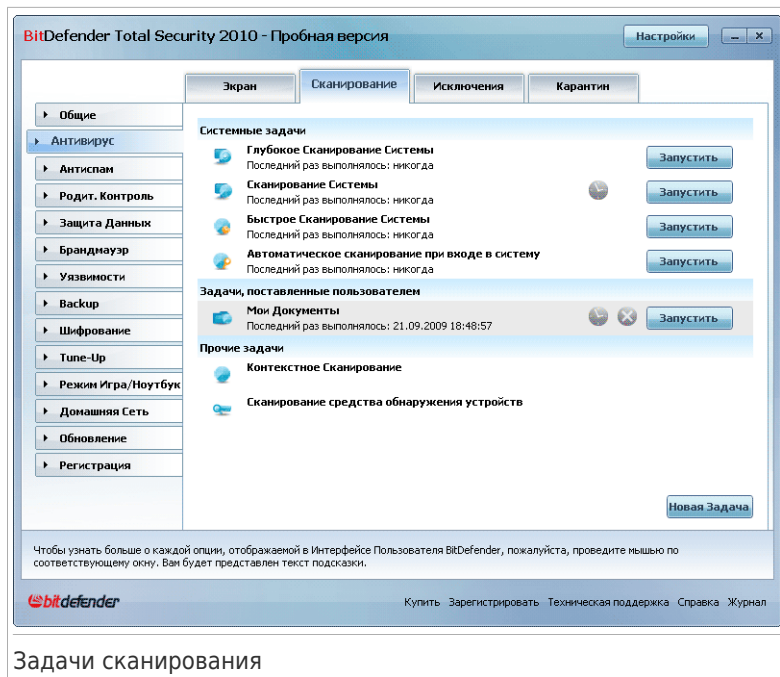 BitDefender Total Security 2010 - Пробная версия
Настройки
Экран
Сканирование
Исключения
Карантин
Общие
Антивирус
Антиспам
Родит. Контроль
Защита Данных
Брандмауэр
Уязвимости
Backup
Шифрование
Tune-Up
Режим Игра/Ноутбук
Домашняя Сеть
Обновление
Регистрация
Системные задачи
Глубокое Сканирование Системы
Последний раз выполнялось: никогда
Запустить
Сканирование Системы
Последний раз выполнялось: никогда
Запустить
Быстрое Сканирование Системы
Последний раз выполнялось: никогда
Запустить
Автоматическое сканирование при входе в систему
Последний раз выполнялось: никогда
Запустить
Задачи, поставленные пользователем
Мои Документы
Последний раз выполнялось: 21.09.2009 18:48:57
Запустить
Прочие задачи
Контекстное Сканирование
Сканирование средства обнаружения устройств
Новая Задача
Чтобы узнать больше о каждой опции, отображаемой в Интерфейсе Пользователя BitDefender, пожалуйста, проведите мышью по
соответствующему окну. Вам будет представлен текст подсказки.
bitdefender
Купить Зарегистрировать Техническая поддержка Справка Журнал
Задачи сканирования